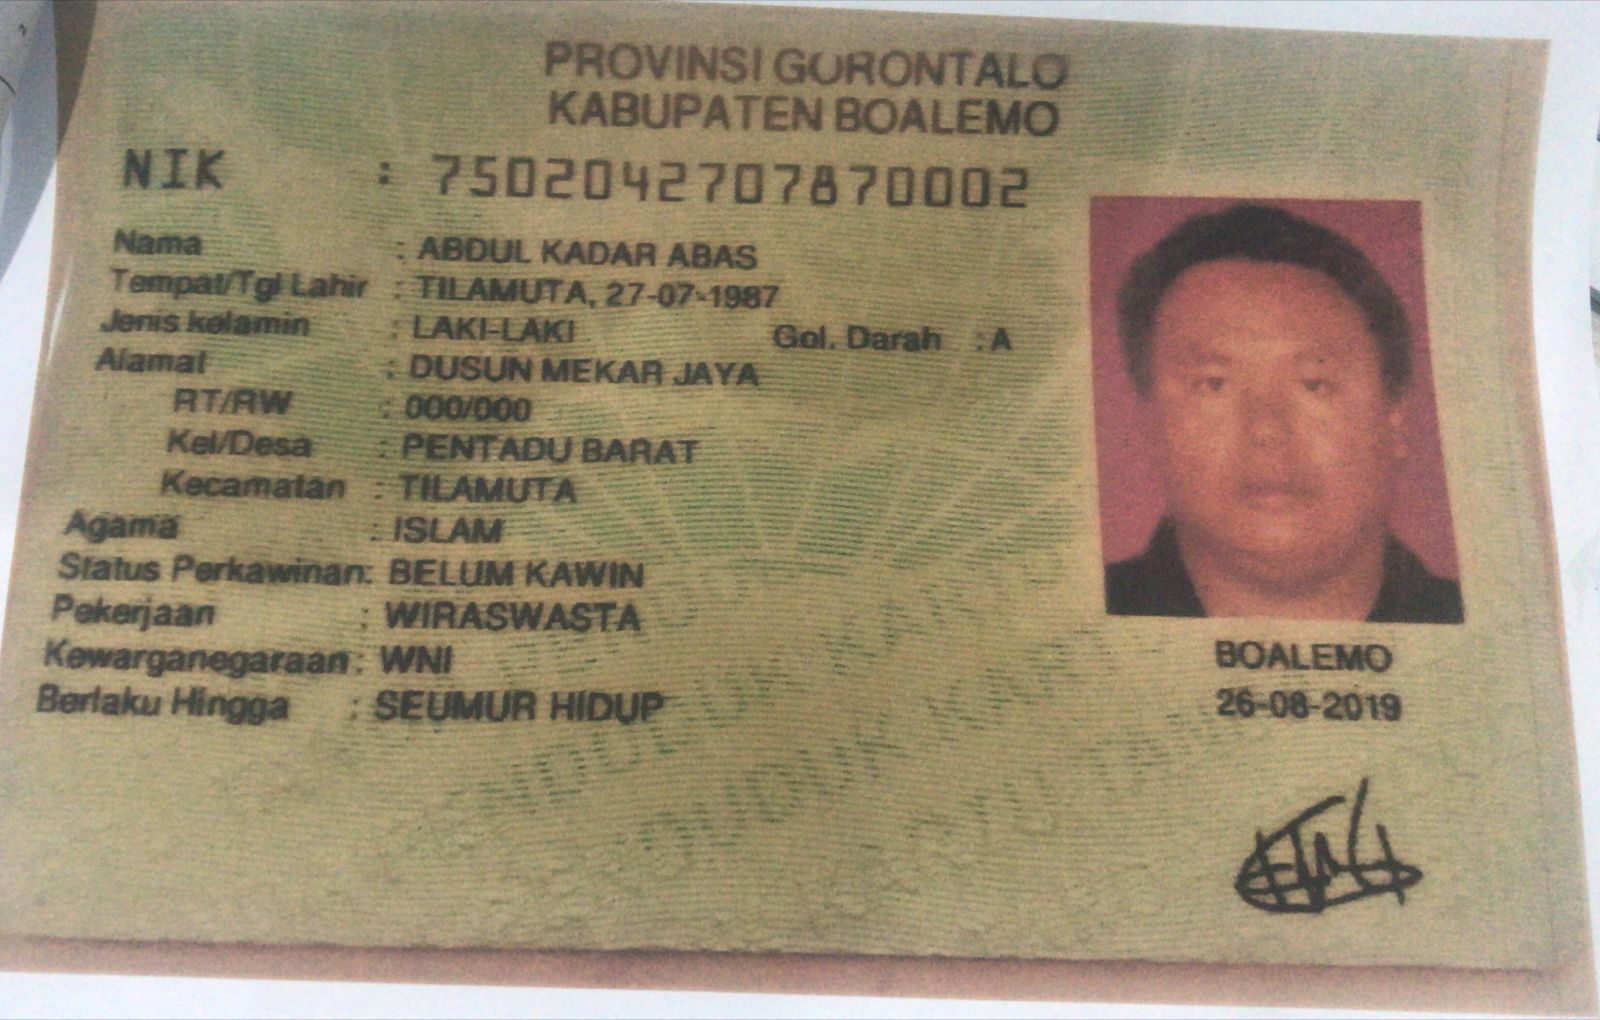 PROVINSI GORONTALO
KABUPATEN BOALEMO
NIK : 7502042707870002
Nama : ABDUL KADAR ABAS
Tempat/Tgl Lahir : TILAMUTA, 27-07-1987
Jenis kelamin : LAKI-LAKI Gol. Darah : A
Alamat : DUSUN MEKAR JAYA
RT/RW : 000/000
Kel/Desa : PENTADU BARAT
Kecamatan : TILAMUTA
Agama : ISLAM
Status Perkawinan: BELUM KAWIN
Pekerjaan : WIRASWASTA
Kewarganegaraan: WNI
Berlaku Hingga : SEUMUR HIDUP
BOALEMO
26-08-2019